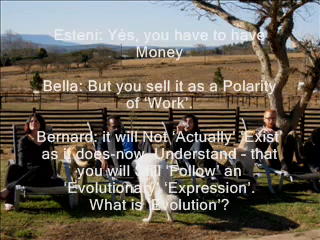 Esteni: Yes, you have to have
Money
Bella: But you sell it as a Polarity
of ‘Work’.
Bernard: it will Not ‘Actually’ ‘Exist
as it does-now. Understand - that
you will Still ‘Follow’ an
‘Evolutionary’ ‘Expression’.
What is ‘Evolution’?